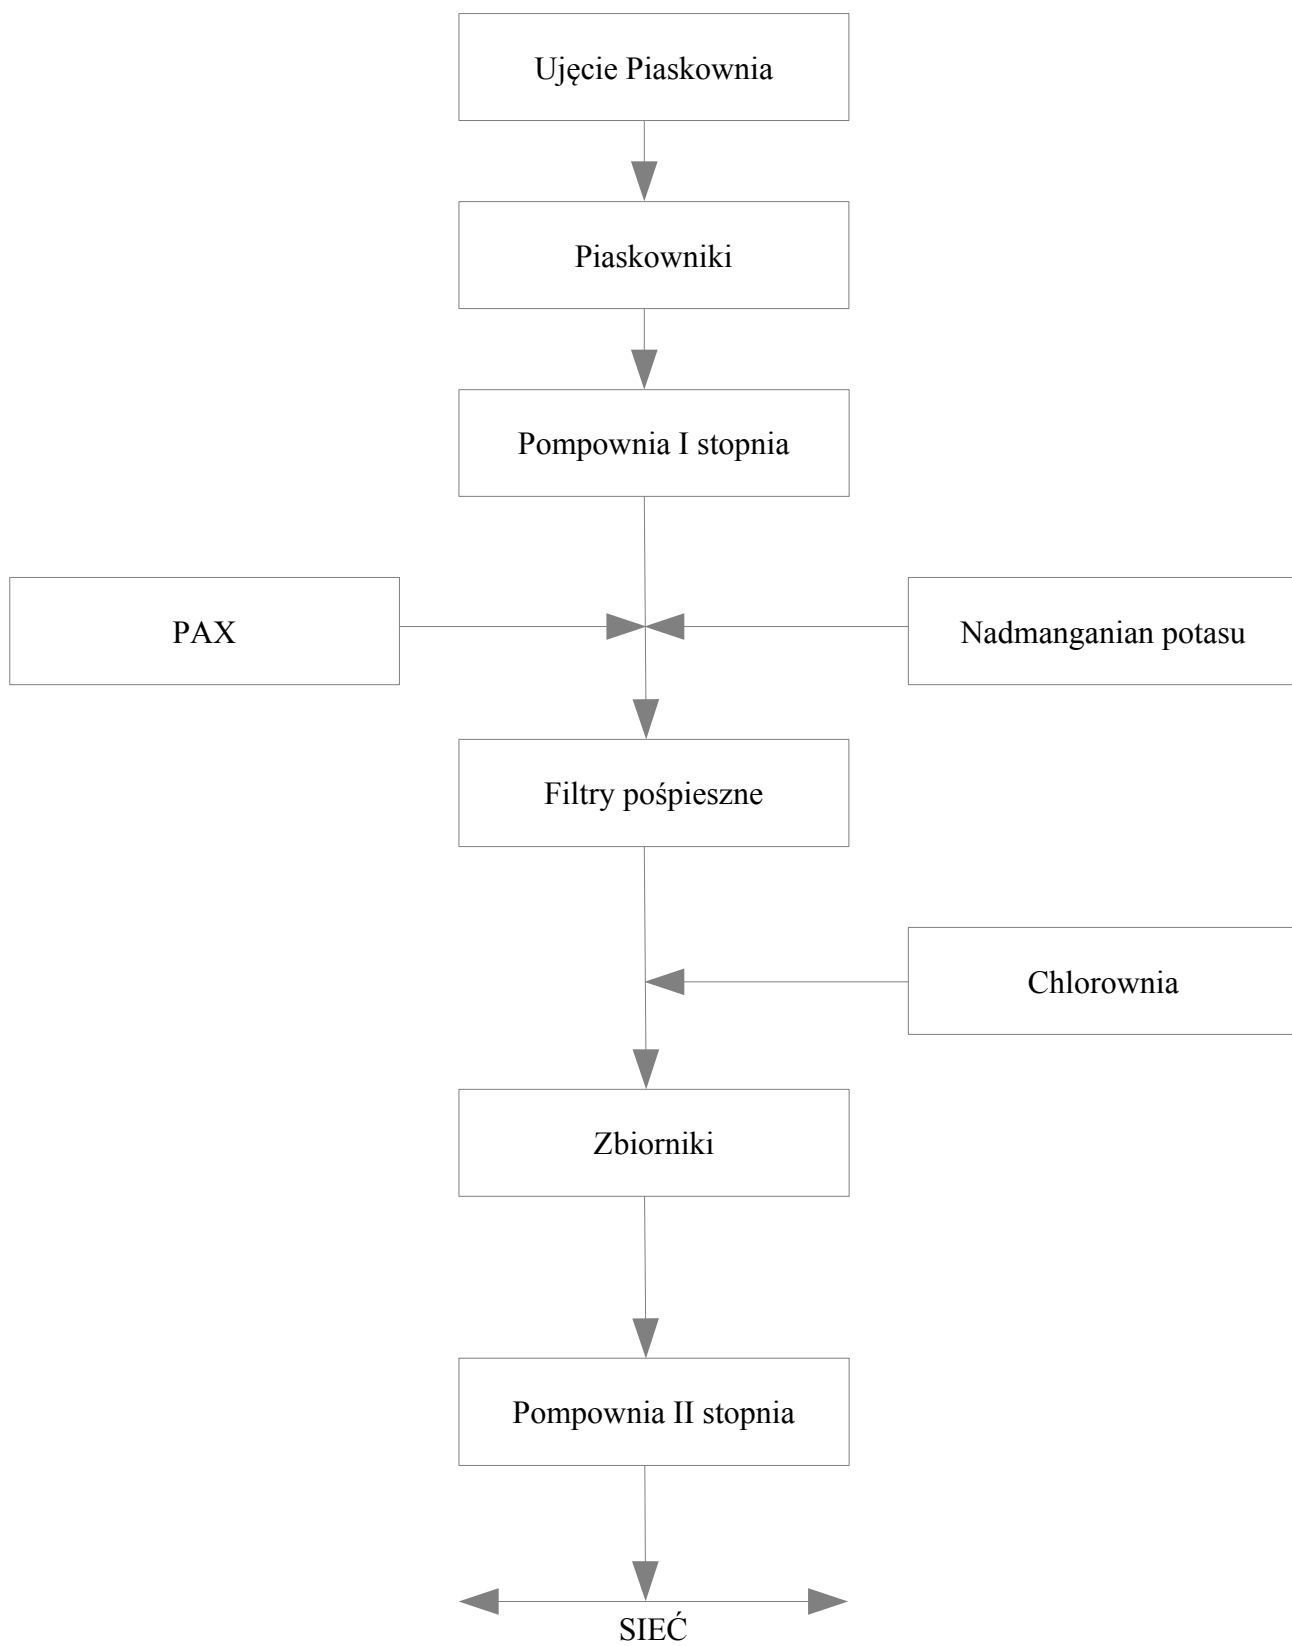 Ujęcie Piaskownia
Piaskowniki
Pompownia I stopnia
PAX
Nadmanganian potasu
Filtry pośpieszne
Chlorownia
Zbiorniki
Pompownia II stopnia
SIEĆ